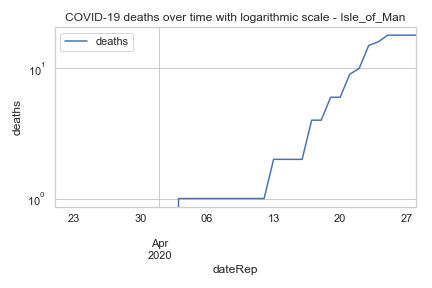 COVID-19 deaths over time with logarithmic scale - Isle_of_Man
deaths
10¹
deaths
10⁰
23 30 06 13 20 27
Apr
2020
dateRep